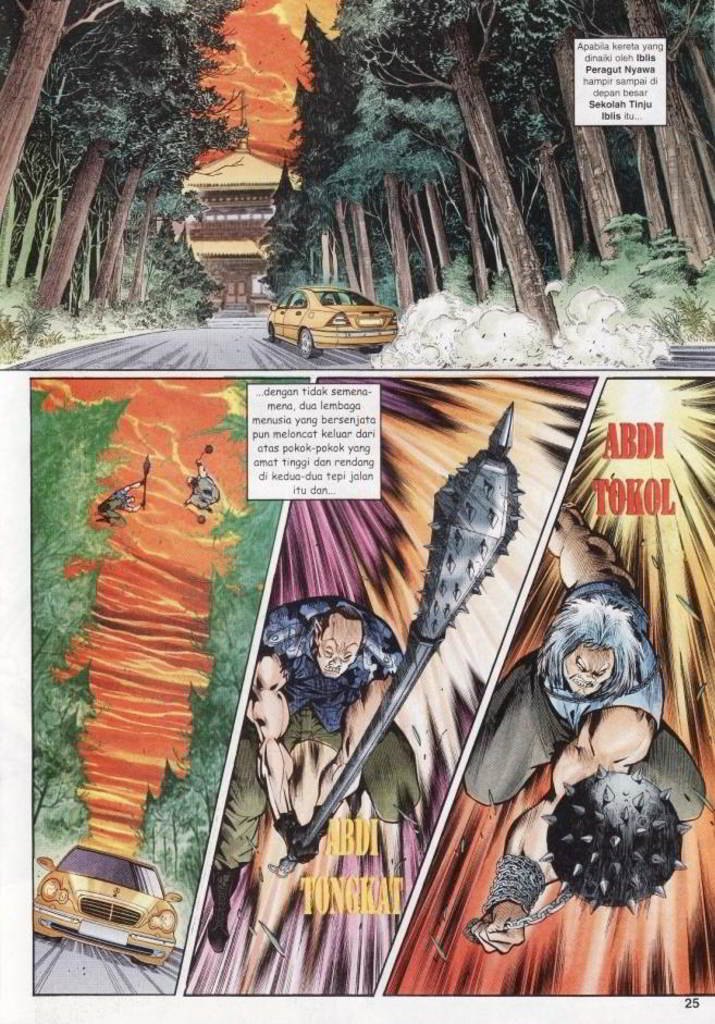 Apabila kereta yang
dinaiki oleh Iblis
Peragut Nyawa
hampir sampai di
depan besar
Sekolah Tinju
Iblis itu...
...dengan tidak semena-
mena, dua lembaga
menusia yang bersenjata
pun meloncat keluar dari
atas pokok-pokok yang
amat tinggi dan rendang
di kedua-dua tepi jalan
itu dan...
ABDI
TONGKAT
ABDI
TOKOL
25